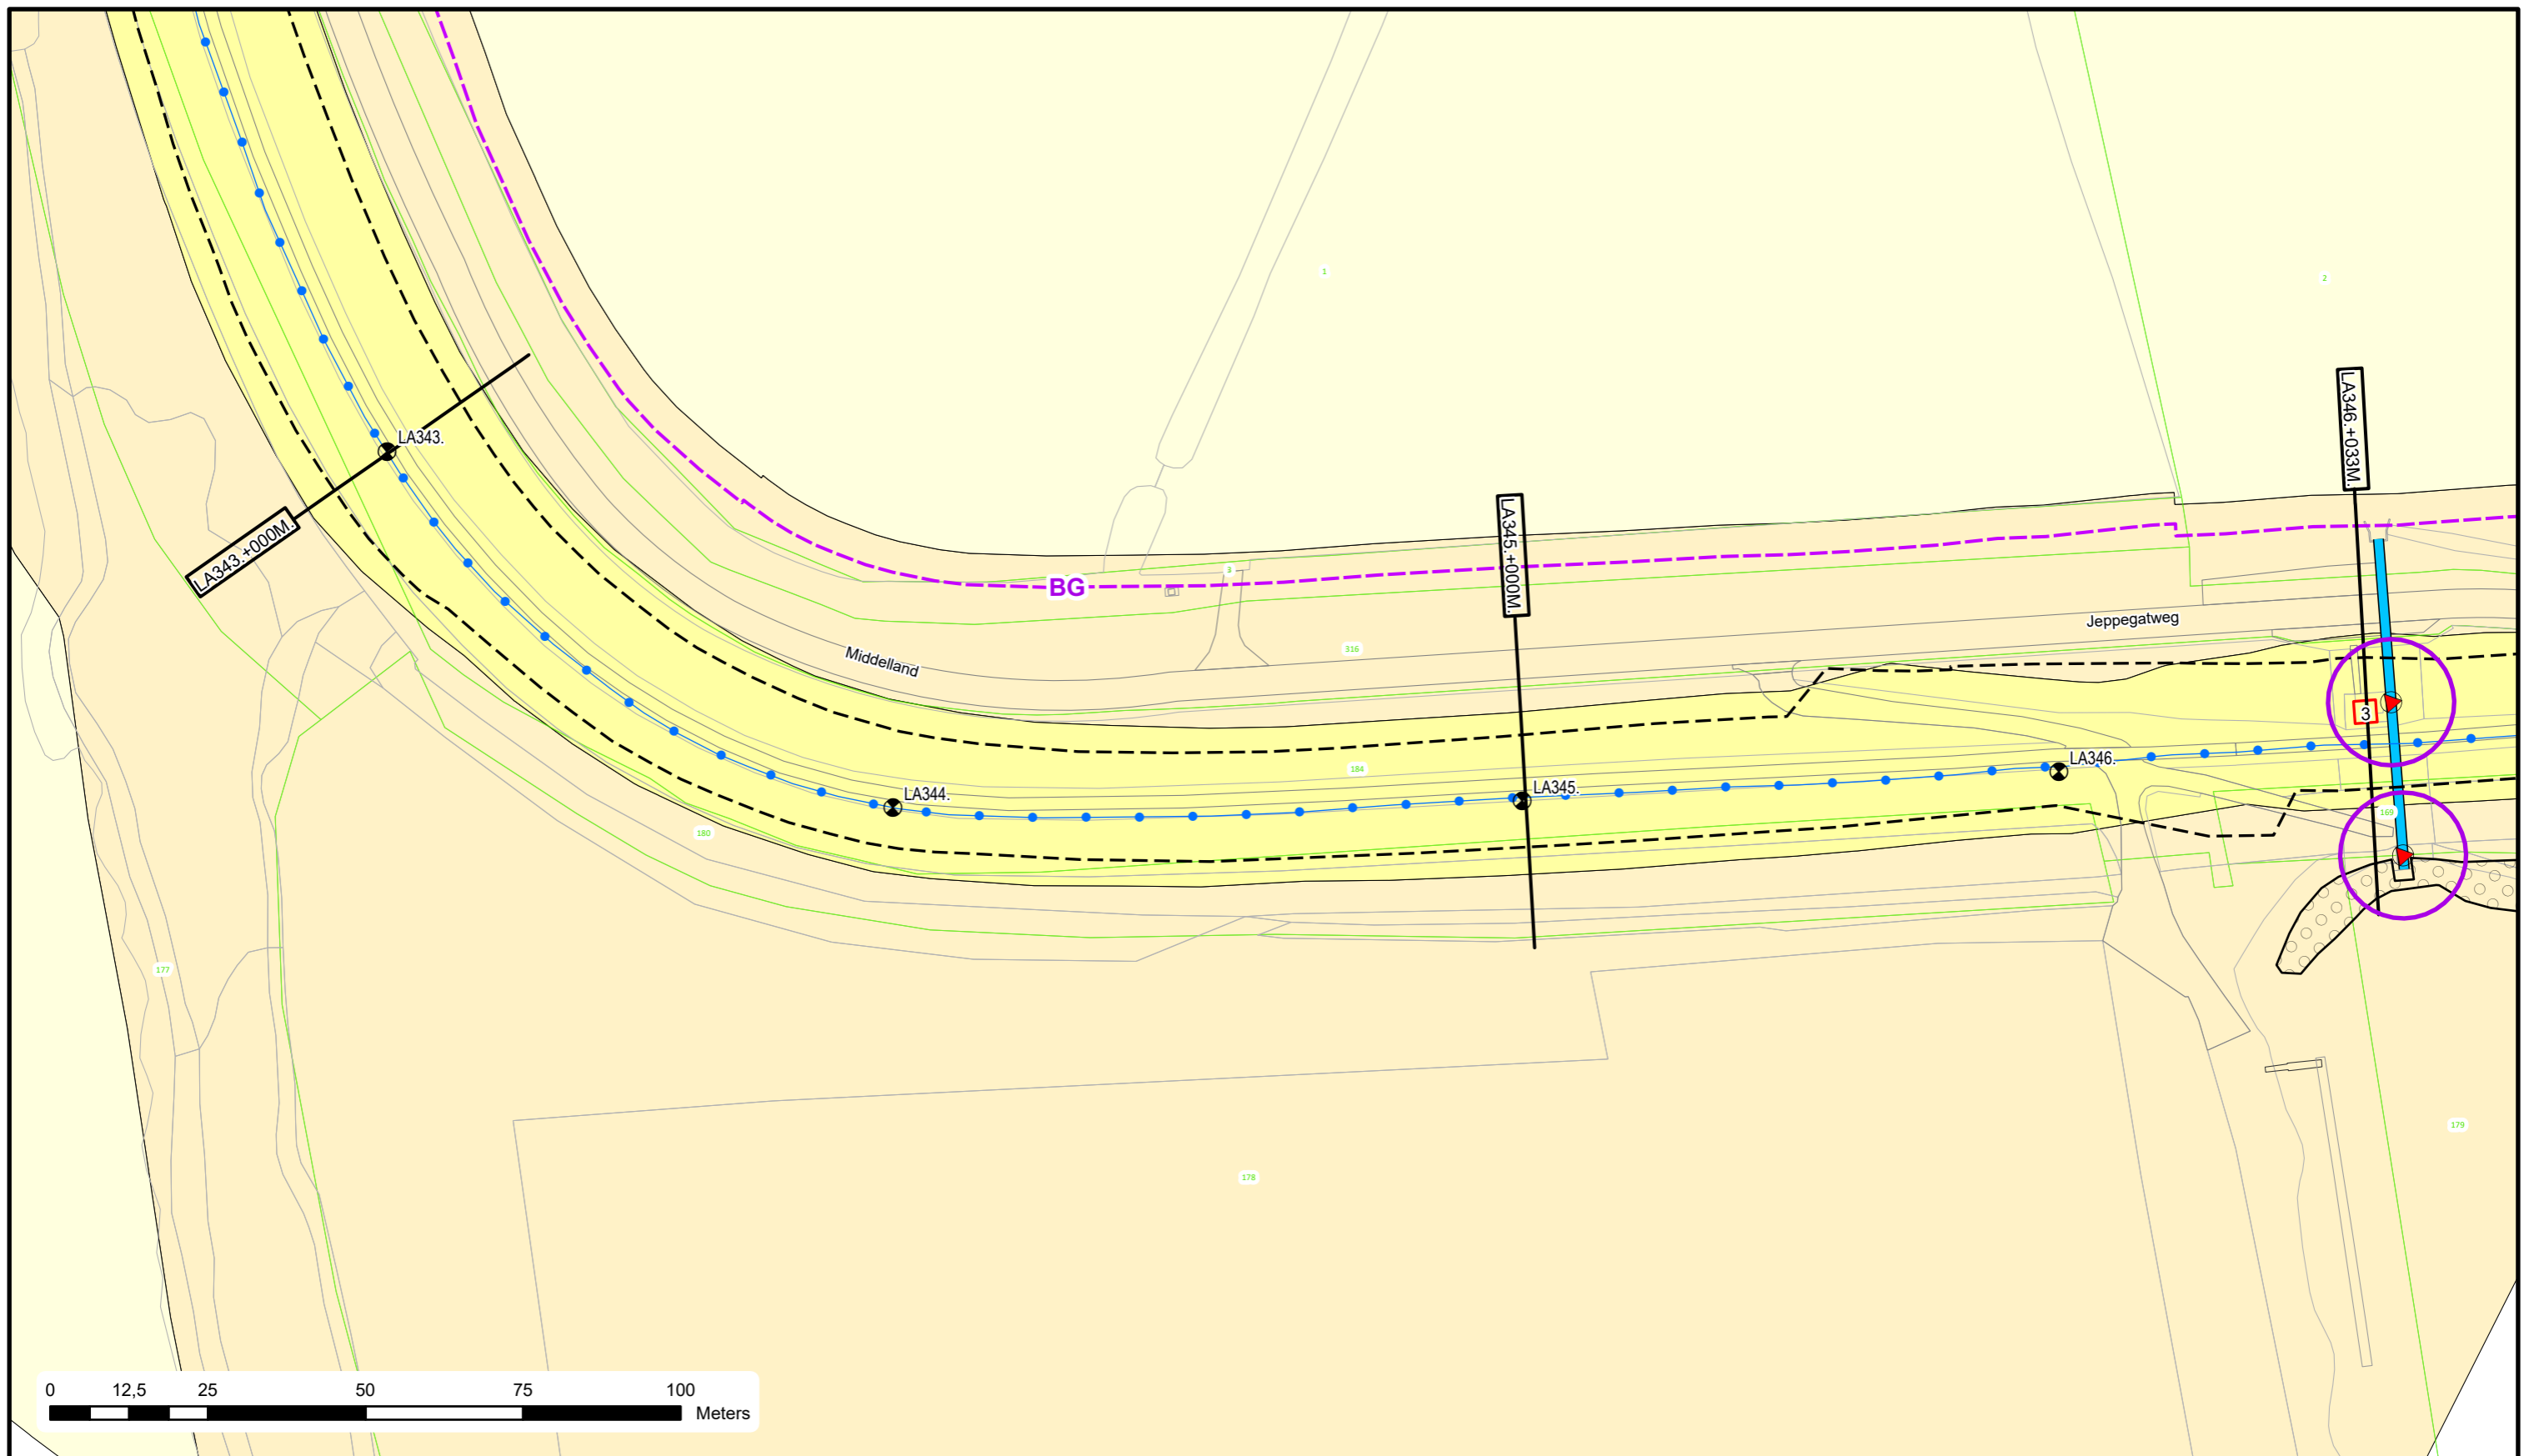 1
2
LA346.+033M.
LA343.
LA345.+000M.
LA343.+000M.
3
BG
Jeppegatweg
316
Middelland
3
184
LA346.
LA344.
LA345.
169
180
177
179
178
0 12,5 25 50 75 100
Meters